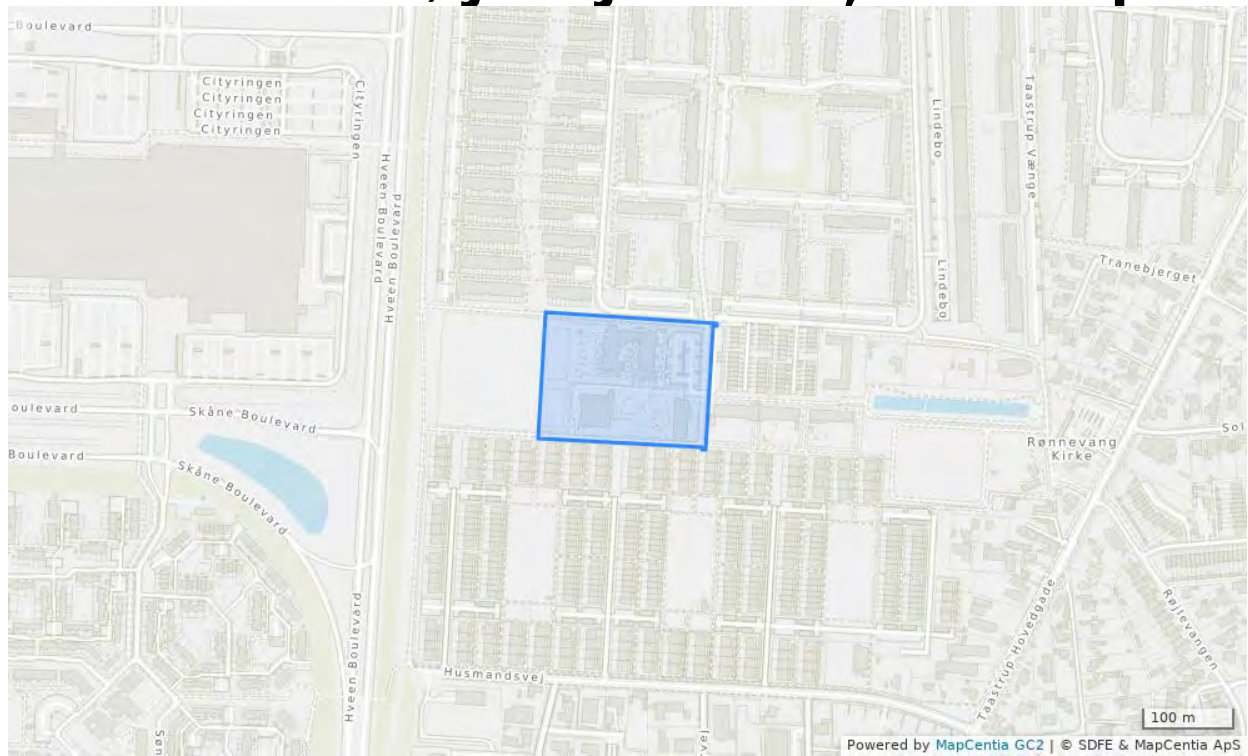 Boulevard
Cityringen
Cityringen
Cityringen
Cityringen
Cityringen
Hveen Boulevard
Hveen Boulevard
Lindebo
Taastrup Vænge
Lindebo
Tranebjerget
oulevard
Skåne Boulevard
Boulevard
Skåne Boulevard
Rønnevang
Kirke
Sol
Hveen Boulevard
Taastrup Hovedgade
Røjlevangen
Husmandsvej
vej
100 m
Powered by MapCentia GC2 | © SDFE & MapCentia ApS